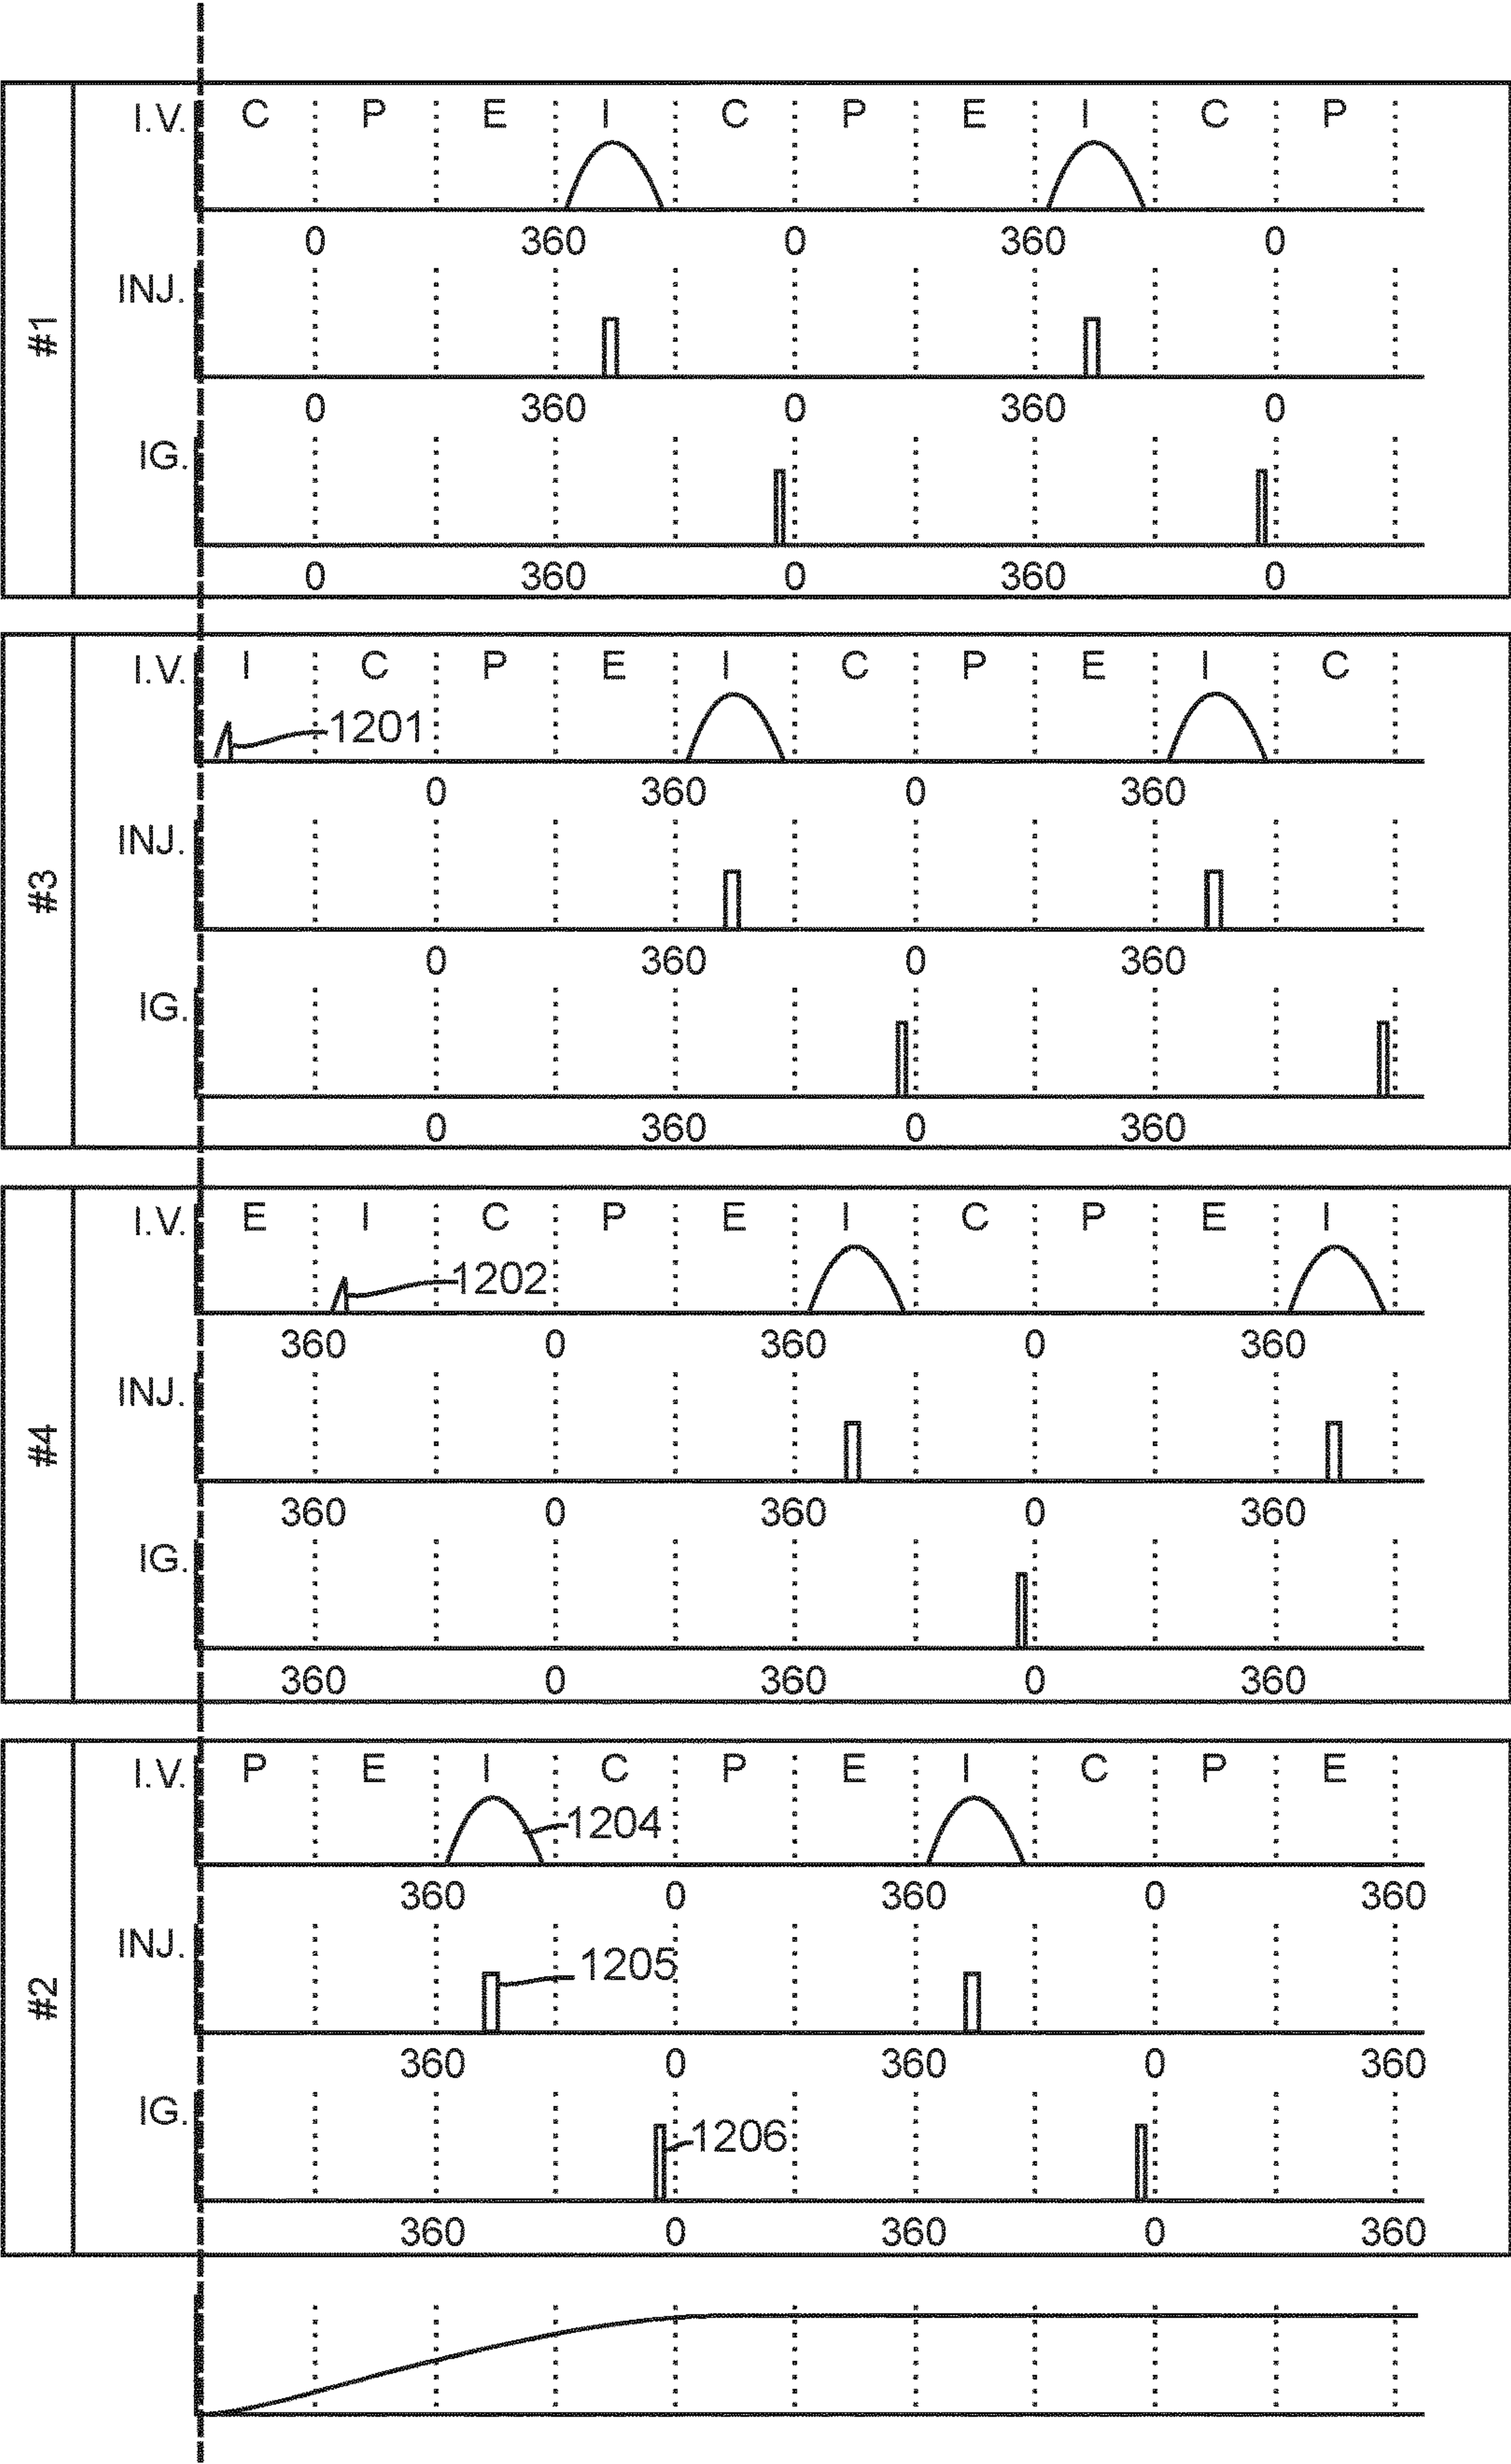 I.V. C P E I C P E I C P
0 360 0 360 0
INJ.
0 360 0 360 0
IG.
0 360 0 360 0
#1
I.V. I C P E I C P E I C
1201
0 360 0 360
INJ.
0 360 0 360
IG.
0 360 0 360
#3
I.V. E I C P E I C P E I
1202
360 0 360 0 360
INJ.
360 0 360 0 360
IG.
360 0 360 0 360
#4
I.V. P E I C P E I C P E
1204
360 0 360 0 360
INJ.
1205
360 0 360 0 360
IG.
1206
360 0 360 0 360
#2